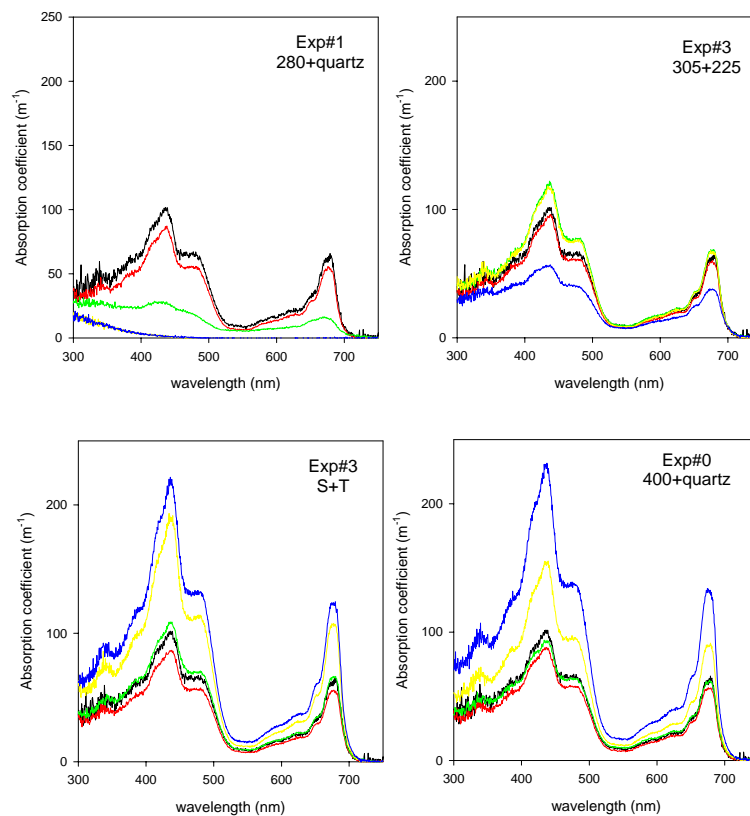 Exp#1
280+quartz
Absorption coefficient (m-1)
250
200
150
100
50
0
300 400 500 600 700
wavelength (nm)
Exp#3
305+225
Absorption coefficient (m-1)
200
100
0
300 400 500 600 700
wavelength (nm)
Exp#3
S+T
Absorption coefficient (m-1)
200
100
0
300 400 500 600 700
wavelength (nm)
Exp#0
400+quartz
Absorption coefficient (m-1)
200
100
0
300 400 500 600 700
wavelength (nm)